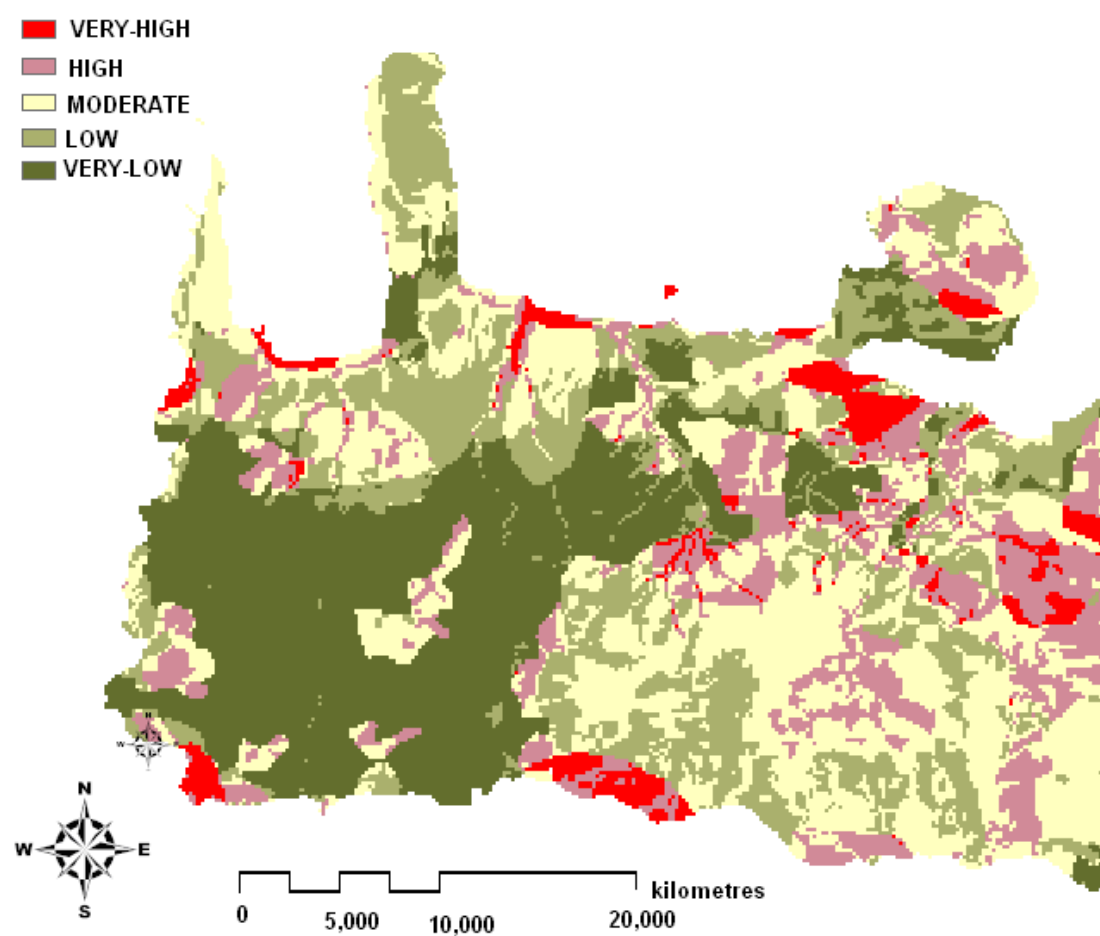 VERY-HIGH
HIGH
MODERATE
LOW
VERY-LOW
N
W E
S
kilometres
0 5,000 10,000 20,000